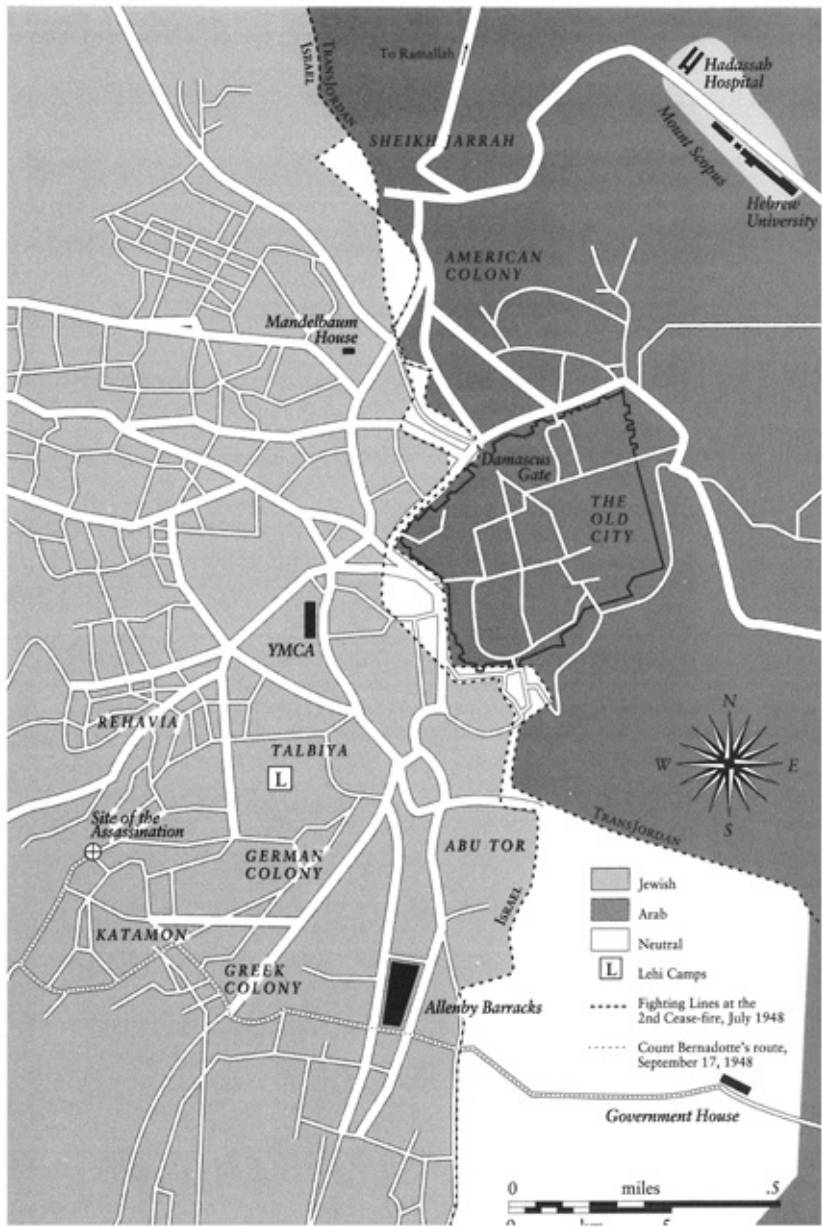 To Ramallah
ISRAEL
TRANSJORDAN
Hadassah
Hospital
SHEIKH JARRAH
Mount Scopus
Hebrew
University
AMERICAN
COLONY
Mandelbaum
House
Damascus
Gate
THE
OLD
CITY
YMCA
REHAVIA
TALBIYA
L
N
W
E
S
Site of the
Assassination
TRANSJORDAN
GERMAN
COLONY
ABU TOR
ISRAEL
KATAMON
GREEK
COLONY
Allenby Barracks
Jewish
Arab
Neutral
L
Lehi Camps
Fighting Lines at the
2nd Cease-fire, July 1948
Count Bernadotte's route,
September 17, 1948
Government House
0 miles .5